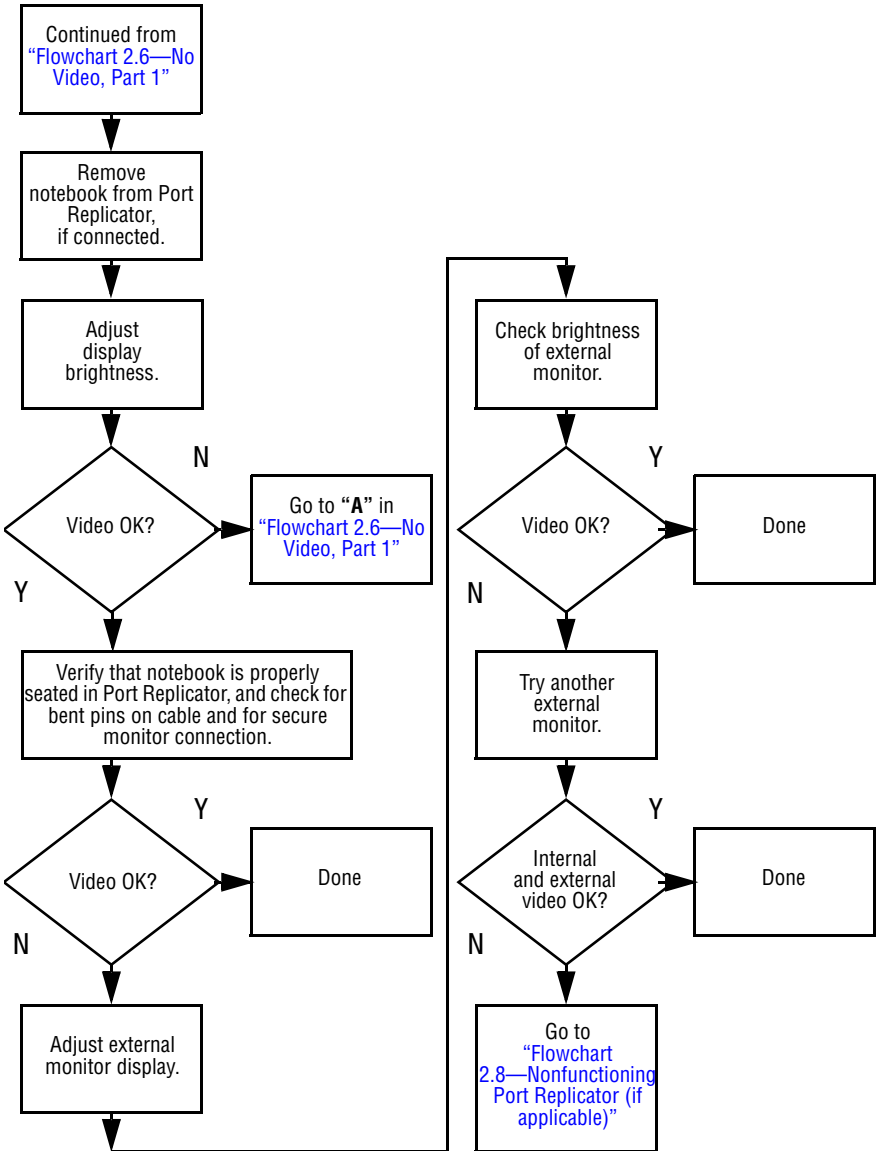 Continued from
“Flowchart 2.6—No
Video, Part 1”
Remove
notebook from Port
Replicator,
if connected.
Adjust
display
brightness.
Video OK?
N
Y
Go to “A” in
“Flowchart 2.6—No
Video, Part 1”
Verify that notebook is properly
seated in Port Replicator, and check for
bent pins on cable and for secure
monitor connection.
Video OK?
Y
N
Done
Adjust external
monitor display.
Check brightness
of external
monitor.
Video OK?
Y
N
Done
Try another
external
monitor.
Internal
and external
video OK?
Y
N
Done
Go to
“Flowchart
2.8—Nonfunctioning
Port Replicator (if
applicable)”